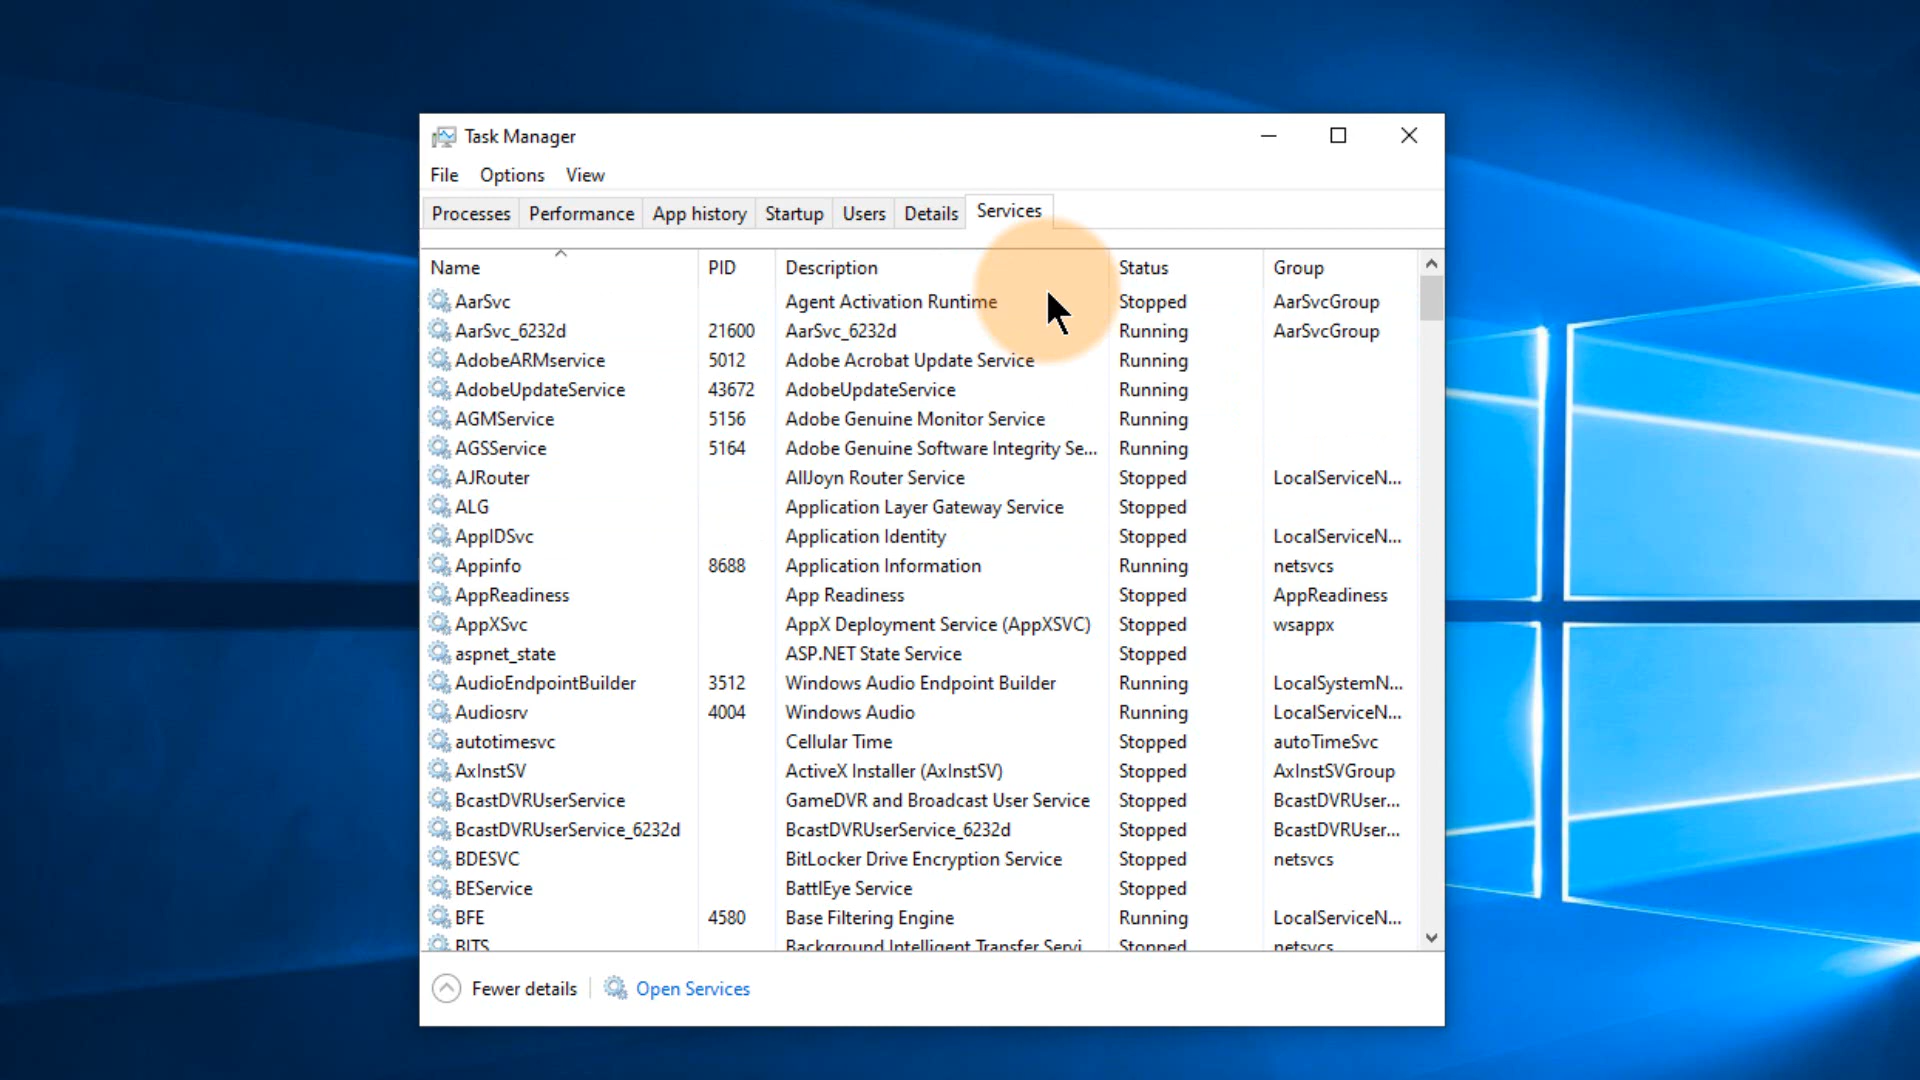 Task Manager
File Options View
Processes Performance App history Startup Users Details Services
Name PID Description Status Group
AarSvc Agent Activation Runtime Stopped AarSvcGroup
AarSvc_6232d 21600 AarSvc_6232d Running AarSvcGroup
AdobeARMservice 5012 Adobe Acrobat Update Service Running
AdobeUpdateService 43672 AdobeUpdateService Running
AGMService 5156 Adobe Genuine Monitor Service Running
AGSService 5164 Adobe Genuine Software Integrity Se... Running
AJRouter AllJoyn Router Service Stopped LocalServiceN...
ALG Application Layer Gateway Service Stopped
AppIDSvc Application Identity Stopped LocalServiceN...
Appinfo 8688 Application Information Running netsvcs
AppReadiness App Readiness Stopped AppReadiness
AppXSvc AppX Deployment Service (AppXSVC) Stopped wsappx
aspnet_state ASP.NET State Service Stopped
AudioEndpointBuilder 3512 Windows Audio Endpoint Builder Running LocalSystemN...
Audiosrv 4004 Windows Audio Running LocalServiceN...
autotimesvc Cellular Time Stopped autoTimeSvc
AxInstSV ActiveX Installer (AxInstSV) Stopped AxInstSVGroup
BcastDVRUserService GameDVR and Broadcast User Service Stopped BcastDVRUser...
BcastDVRUserService_6232d BcastDVRUserService_6232d Stopped BcastDVRUser...
BDESVC BitLocker Drive Encryption Service Stopped netsvcs
BEService BattlEye Service Stopped
BFE 4580 Base Filtering Engine Running LocalServiceN...
BITS Background Intelligent Transfer Servi Stopped netsvcs
Fewer details Open Services